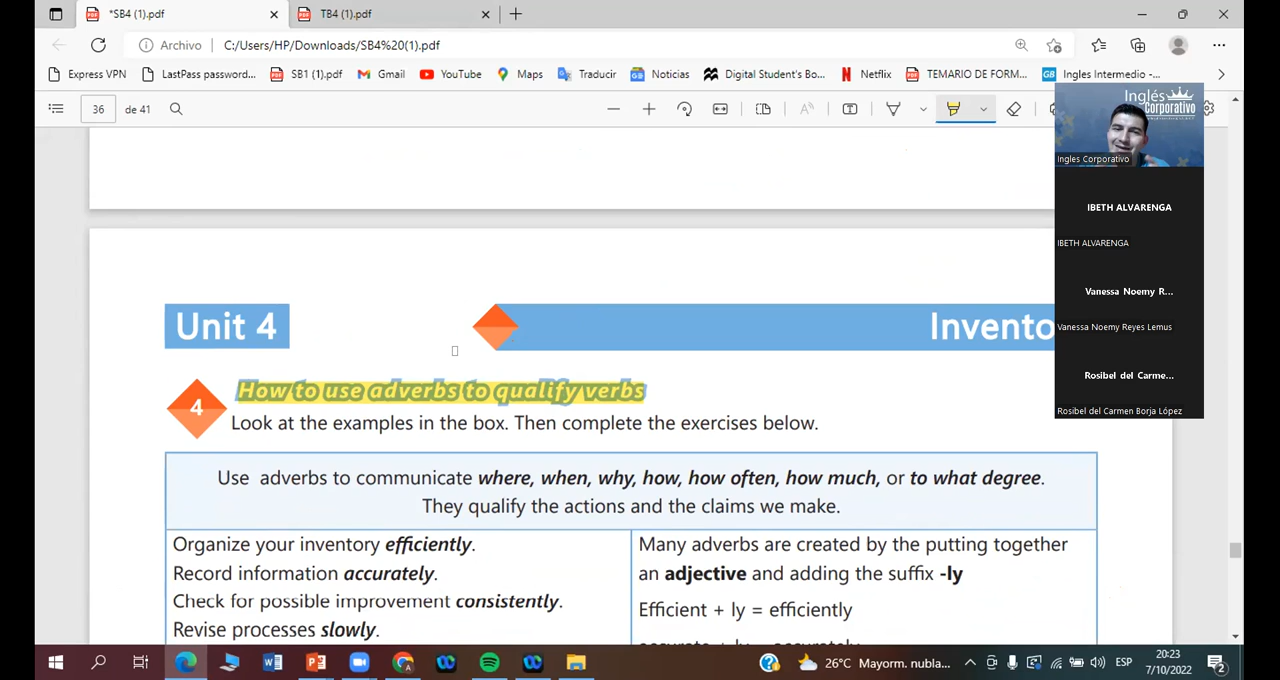 *SB4 (1).pdf
TB4 (1).pdf
Archivo
C:/Users/HP/Downloads/SB4%20(1).pdf
Express VPN
LastPass password...
SB1 (1).pdf
Gmail
YouTube
Maps
Traducir
Noticias
Digital Student's Bo...
Netflix
TEMARIO DE FORM...
Ingles Intermedio -...
36
de 41
Inglés
Corporativo
Ingles Corporativo
IBETH ALVARENGA
IBETH ALVARENGA
Vanessa Noemy R...
Vanessa Noemy Reyes Lemus
Rosibel del Carme...
Rosibel del Carmen Borja López
Unit 4
Invento
4
How to use adverbs to qualify verbs
Look at the examples in the box. Then complete the exercises below.
Use adverbs to communicate where, when, why, how, how often, how much, or to what degree.
They qualify the actions and the claims we make.
Organize your inventory efficiently.
Record information accurately.
Check for possible improvement consistently.
Revise processes slowly.
Many adverbs are created by the putting together
an adjective and adding the suffix -ly
Efficient + ly = efficiently
accurate + ly = accurately
26°C Mayorm. nubla...
ESP
20:23
7/10/2022
2